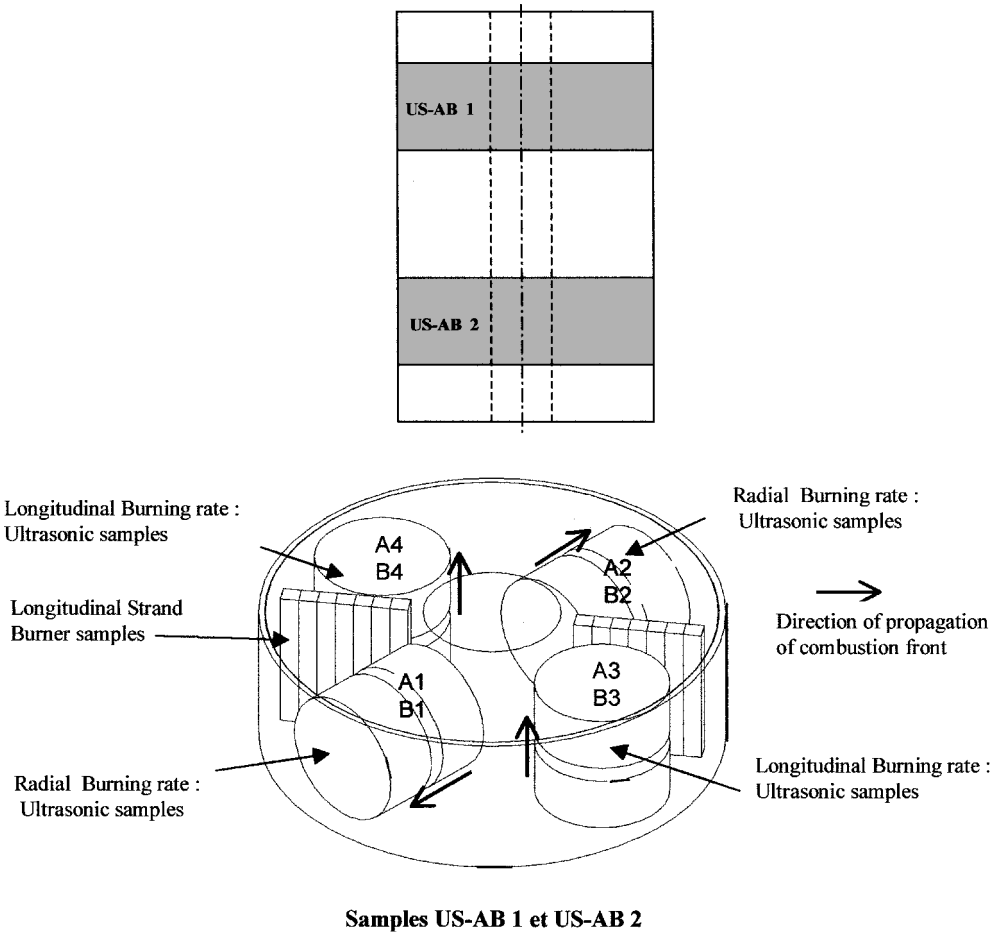 US-AB 1
US-AB 2
Longitudinal Burning rate :
Ultrasonic samples
Radial Burning rate :
Ultrasonic samples
A4
B4
A2
B2
Longitudinal Strand
Burner samples
Direction of propagation
of combustion front
A1
B1
A3
B3
Radial Burning rate :
Ultrasonic samples
Longitudinal Burning rate :
Ultrasonic samples
Samples US-AB 1 et US-AB 2